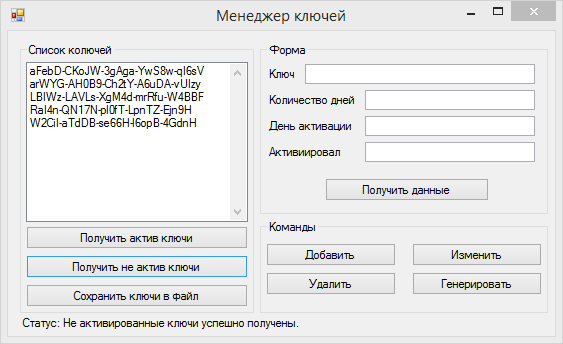 Менеджер ключей
Список колючей
aFebD-CKoJW-3gAga-YwS8w-qI6sV
arWYG-AH0B9-Ch2tY-A6uDA-vUIzy
LBIWz-LAVLs-XgM4d-mrRfu-W4BBF
RaI4n-QN17N-pI0fT-LpnTZ-Ejn9H
W2CiI-aTdDB-se66H-I6opB-4GdnH
Получить актив ключи
Получить не актив ключи
Сохранить ключи в файл
Форма
Ключ
Количество дней
День активации
Активиировал
Получить данные
Команды
Добавить
Изменить
Удалить
Генерировать
Статус: Не активированные ключи успешно получены.